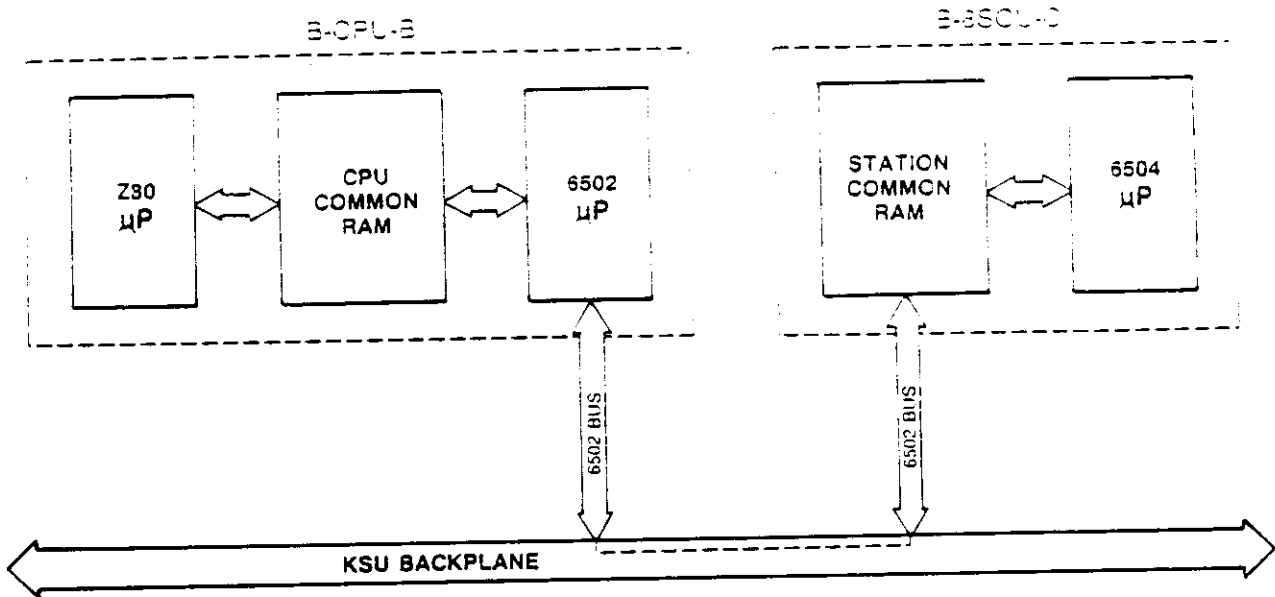 B-CPU-B
Z80
µP
CPU
COMMON
RAM
6502
µP
STATION
COMMON
RAM
6504
µP
6502 BUS
6502 BUS
KSU BACKPLANE